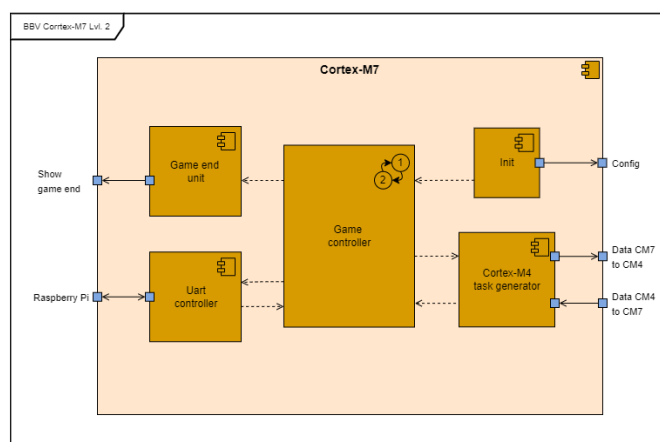 BBV Corrtex-M7 Lvl. 2
Cortex-M7
Game end
unit
Show
game end
1
2
Init
Config
Game
controller
Data CM7
to CM4
Cortex-M4
task generator
Raspberry Pi
Uart
controller
Data CM4
to CM7